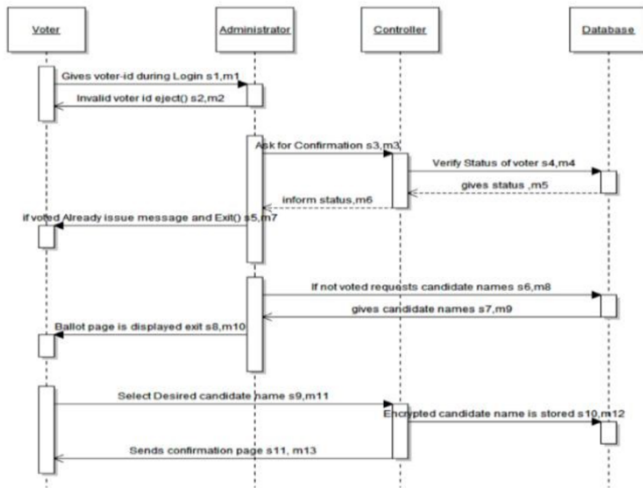 Voter
Administrator
Controller
Database
Gives voter-id during Login s1,m1
Invalid voter id eject() s2,m2
Ask for Confirmation s3,m3
Verify Status of voter s4,m4
gives status ,m5
inform status,m6
if voted Already issue message and Exit() s5,m7
If not voted requests candidate names s6,m8
gives candidate names s7,m9
Ballot page is displayed exit s8,m10
Select Desired candidate name s9,m11
Encrypted candidate name is stored s10,m12
Sends confirmation page s11, m13